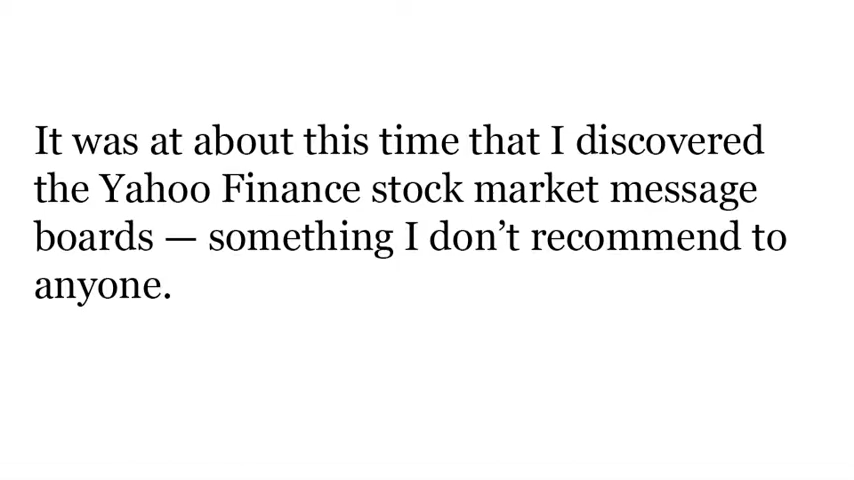 It was at about this time that I discovered
the Yahoo Finance stock market message
boards — something I don’t recommend to
anyone.